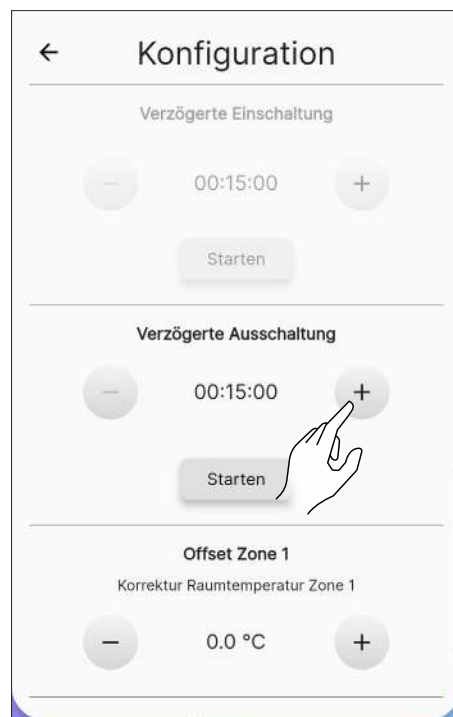 ← Konfiguration
Verzögerte Einschaltung
− 00:15:00 +
Starten
Verzögerte Ausschaltung
− 00:15:00 +
Starten
Offset Zone 1
Korrektur Raumtemperatur Zone 1
− 0.0 °C +